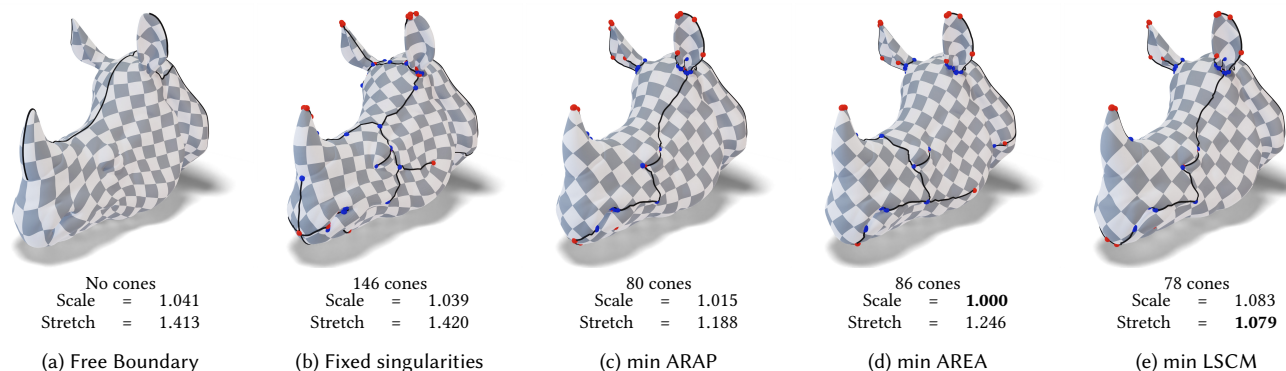 No cones
Scale = 1.041
Stretch = 1.413
(a) Free Boundary
146 cones
Scale = 1.039
Stretch = 1.420
(b) Fixed singularities
80 cones
Scale = 1.015
Stretch = 1.188
(c) min ARAP
86 cones
Scale = 1.000
Stretch = 1.246
(d) min AREA
78 cones
Scale = 1.083
Stretch = 1.079
(e) min LSCM